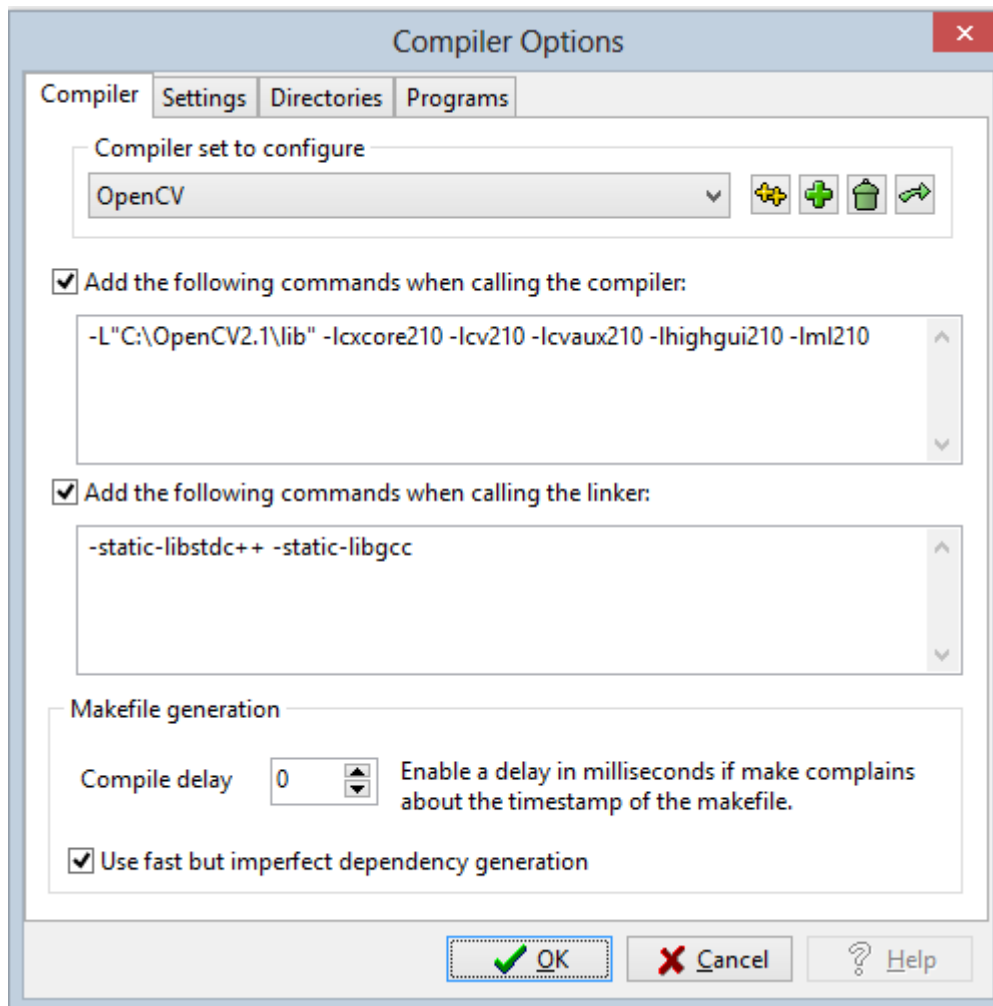 Compiler Options
Compiler Settings Directories Programs
Compiler set to configure
OpenCV
Add the following commands when calling the compiler:
-L"C:\OpenCV2.1\lib" -lcxcore210 -lcv210 -lcvaux210 -lhighgui210 -lml210
Add the following commands when calling the linker:
-static-libstdc++ -static-libgcc
Makefile generation
Compile delay 0 Enable a delay in milliseconds if make complains
about the timestamp of the makefile.
Use fast but imperfect dependency generation
OK Cancel Help